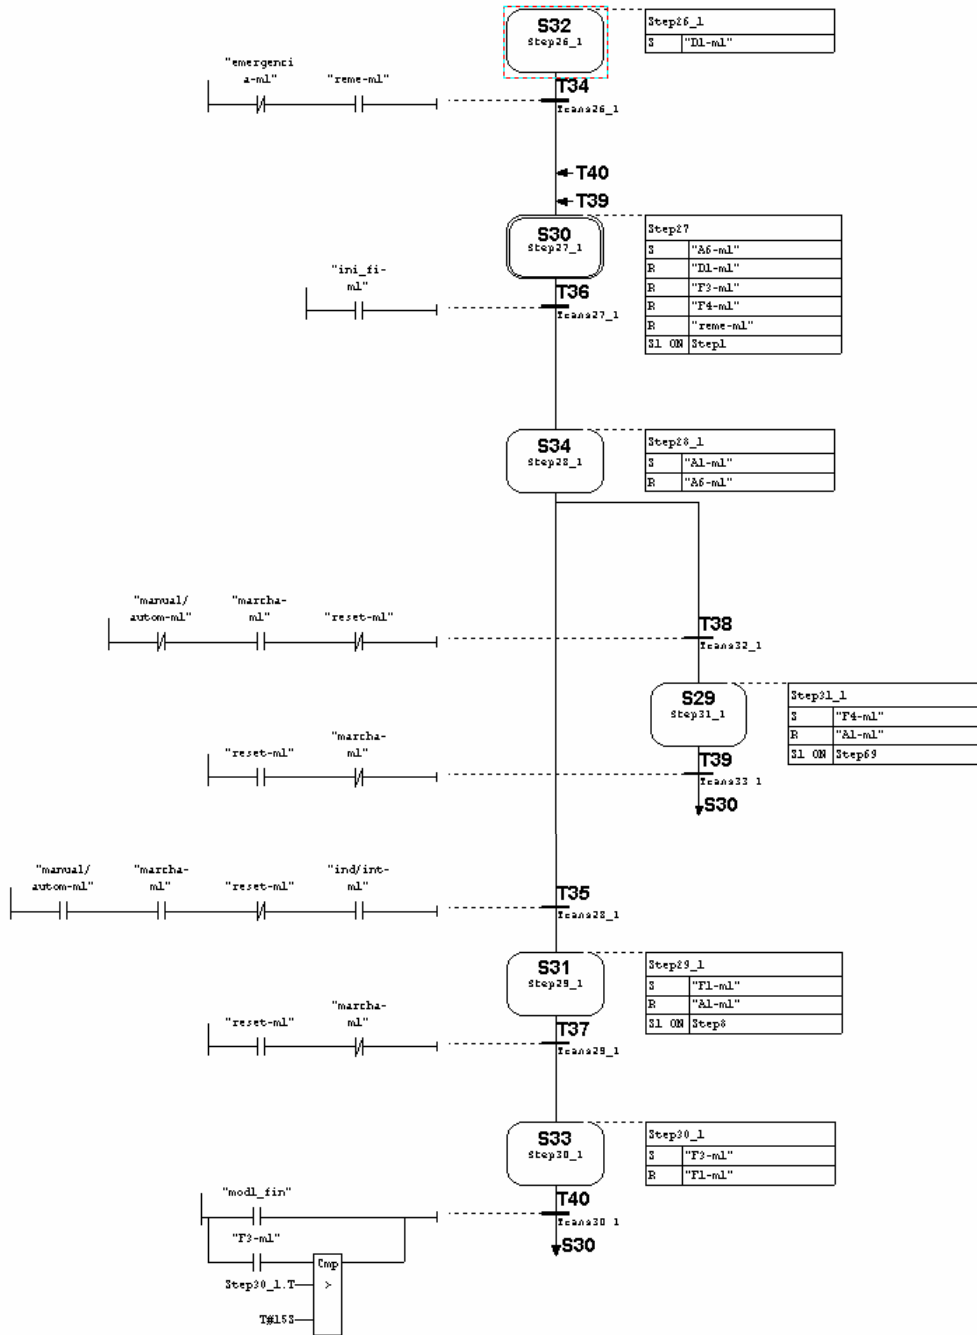 S32
Step26_1
Step26_1
S "D1-m1"
"emergenci
a-m1"
"reme-m1"
T34
Trans26_1
T40
T39
S30
Step27_1
Step27
S "A6-m1"
R "D1-m1"
R "F3-m1"
R "F4-m1"
R "reme-m1"
S1 ON Step1
"ini_fi-
m1"
T36
Trans27_1
S34
Step28_1
Step28_1
S "A1-m1"
R "A6-m1"
"manual/
autom-m1"
"marcha-
m1"
"reset-m1"
T38
Trans32_1
S29
Step31_1
Step31_1
S "F4-m1"
R "A1-m1"
S1 ON Step69
"reset-m1"
"marcha-
m1"
T39
Trans33_1
S30
"manual/
autom-m1"
"marcha-
m1"
"reset-m1"
"ind/int-
m1"
T35
Trans28_1
S31
Step29_1
Step29_1
S "F1-m1"
R "A1-m1"
S1 ON Step8
"reset-m1"
"marcha-
m1"
T37
Trans29_1
S33
Step30_1
Step30_1
S "F3-m1"
R "F1-m1"
"mod1_fin"
T40
Trans30_1
S30
"F3-m1"
Cmp
Step30_1.T
>
T#15S